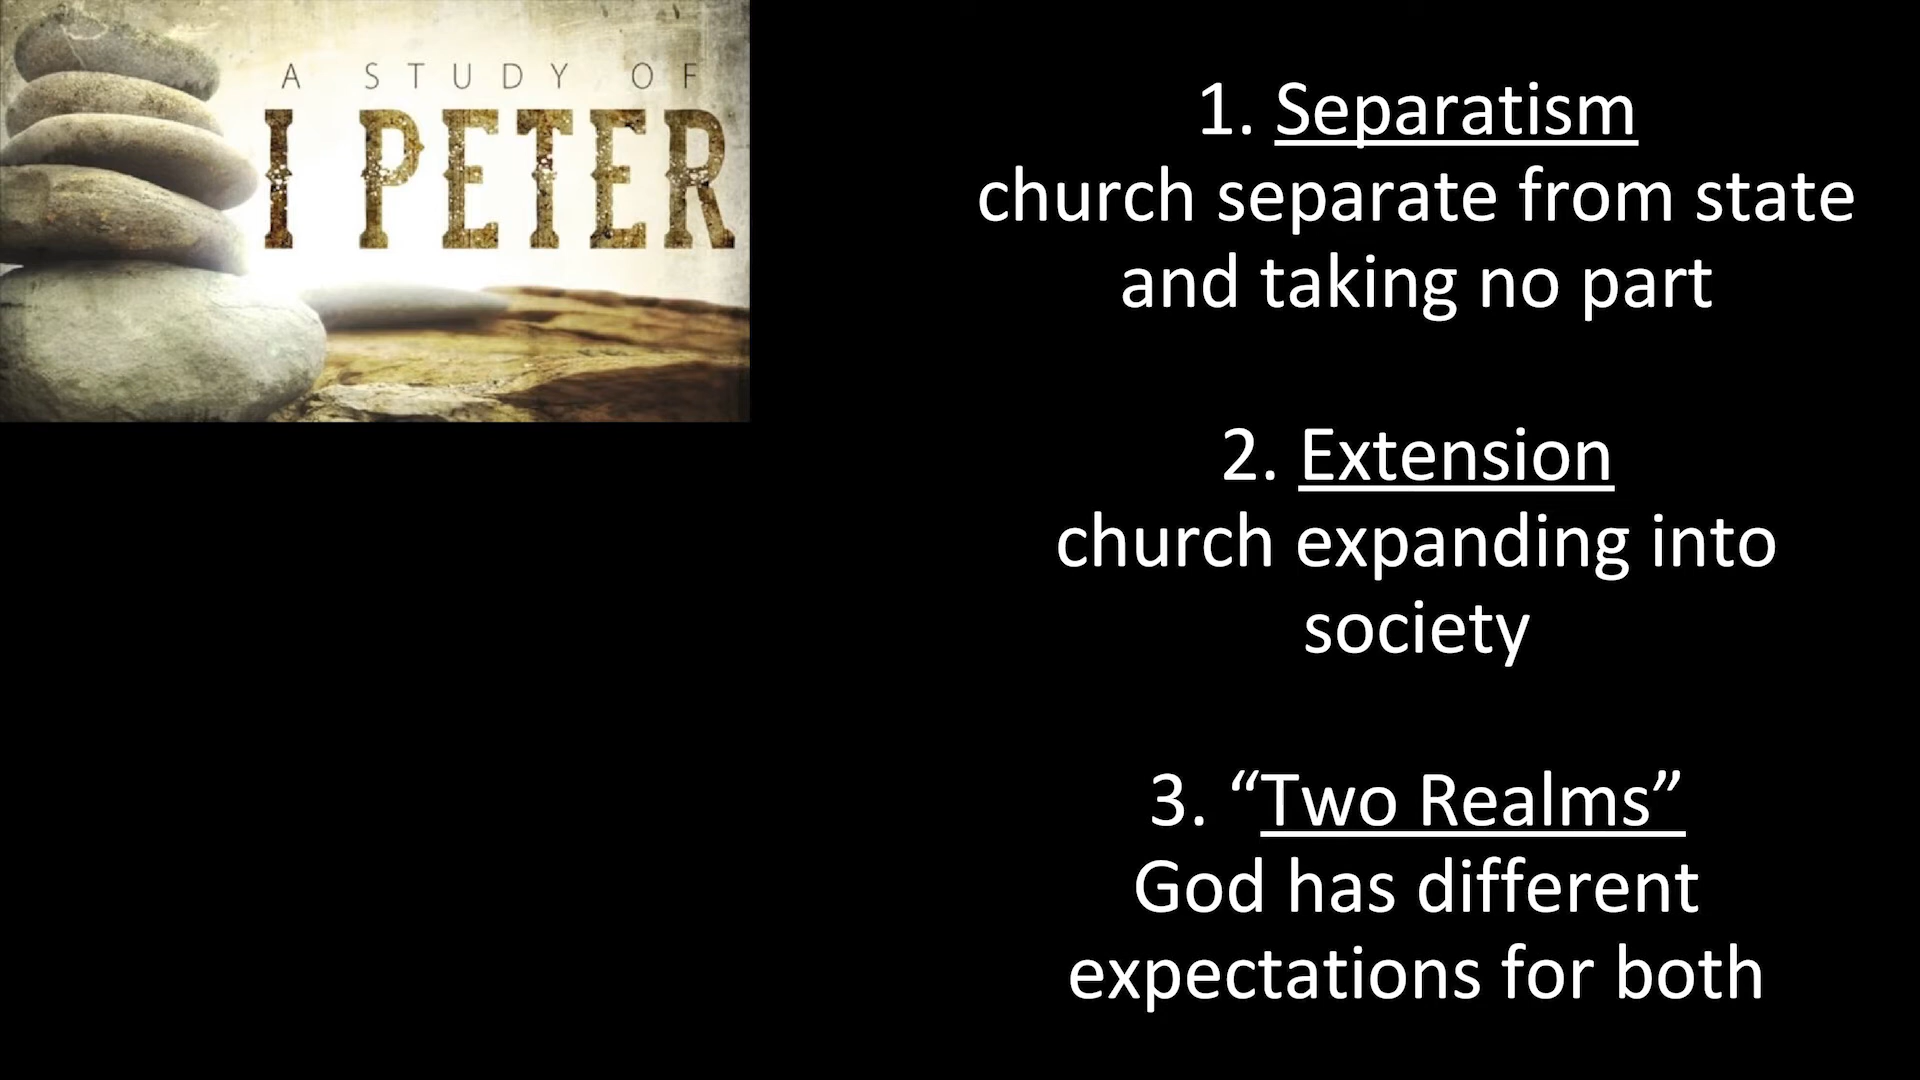 A STUDY OF
I PETER
1. Separatism
church separate from state
and taking no part
2. Extension
church expanding into
society
3. “Two Realms”
God has different
expectations for both